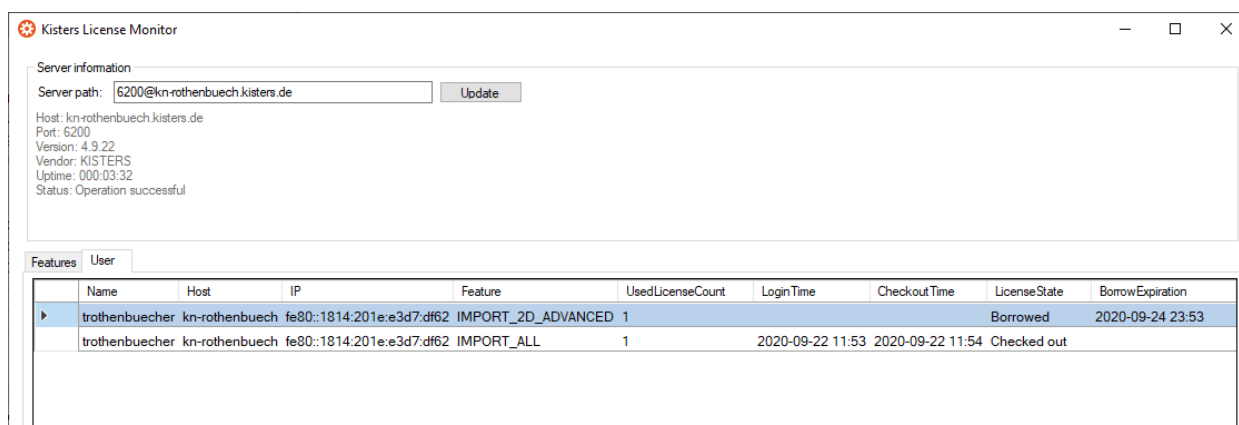 Kisters License Monitor
Server information
Server path: 6200@kn-rothenbuech.kisters.de Update
Host: kn-rothenbuech.kisters.de
Port: 6200
Version: 4.9.22
Vendor: KISTERS
Uptime: 000:03:32
Status: Operation successful
Features User
Name Host IP Feature UsedLicenseCount LoginTime CheckoutTime LicenseState BorrowExpiration
trothenbuecher kn-rothenbuech fe80::1814:201e:e3d7:df62 IMPORT_2D_ADVANCED 1 Borrowed 2020-09-24 23:53
trothenbuecher kn-rothenbuech fe80::1814:201e:e3d7:df62 IMPORT_ALL 1 2020-09-22 11:53 2020-09-22 11:54 Checked out